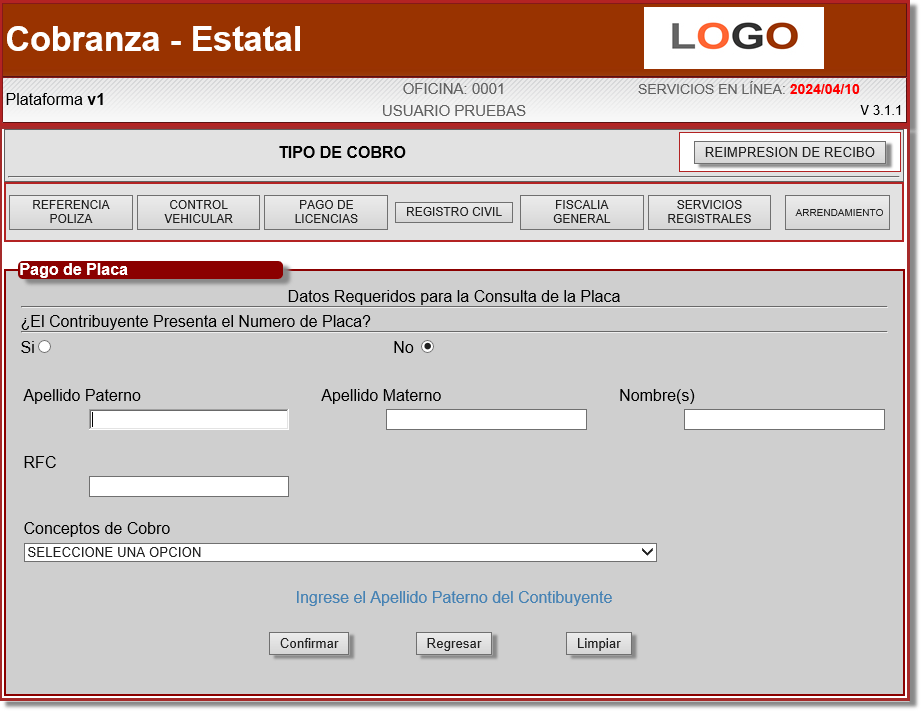 Cobranza - Estatal
LOGO
Plataforma v1
OFICINA: 0001
USUARIO PRUEBAS
SERVICIOS EN LÍNEA: 2024/04/10
V 3.1.1
TIPO DE COBRO
REIMPRESION DE RECIBO
REFERENCIA
POLIZA
CONTROL
VEHICULAR
PAGO DE
LICENCIAS
REGISTRO CIVIL
FISCALIA
GENERAL
SERVICIOS
REGISTRALES
ARRENDAMIENTO
Pago de Placa
Datos Requeridos para la Consulta de la Placa
¿El Contribuyente Presenta el Numero de Placa?
Si
No
Apellido Paterno
Apellido Materno
Nombre(s)
RFC
Conceptos de Cobro
SELECCIONE UNA OPCION
Ingrese el Apellido Paterno del Contibuyente
Confirmar
Regresar
Limpiar